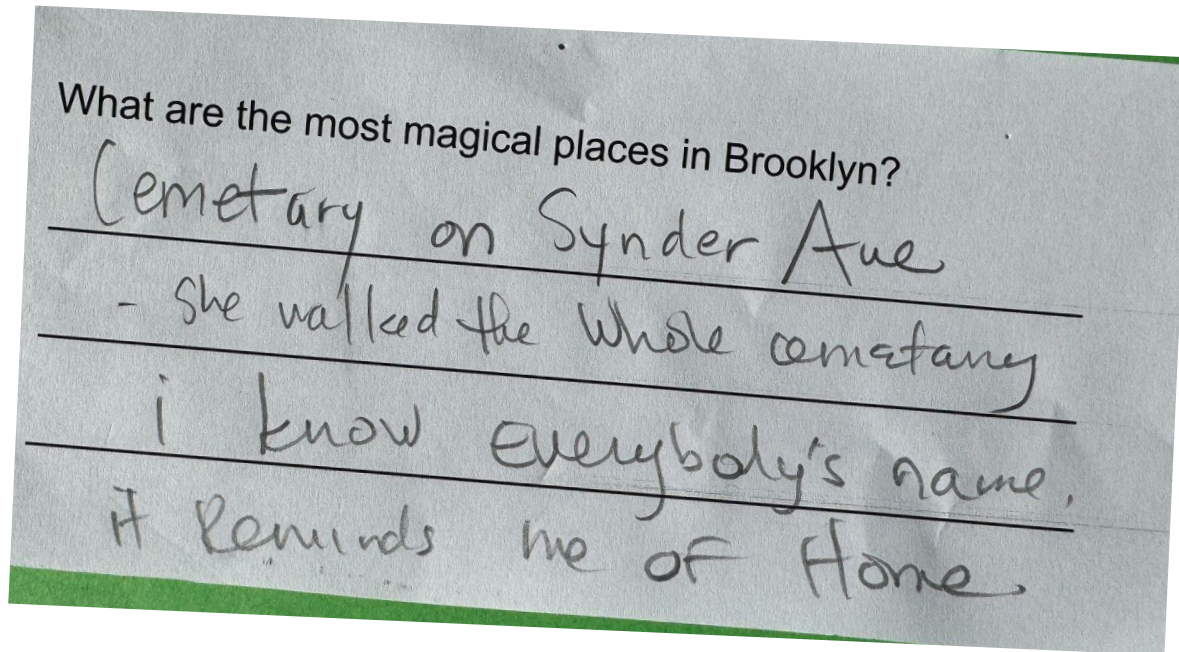 What are the most magical places in Brooklyn?
Cemetary on Synder Ave
- She walked the Whole cematary
i know everybody's name.
it Reminds me of Home